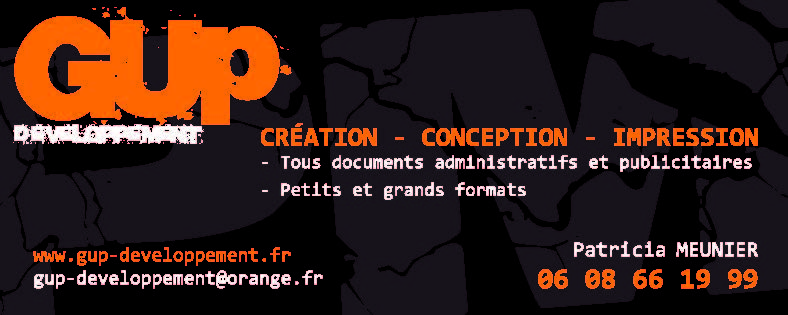 Gup
DEVELOPPEMENT
CRÉATION - CONCEPTION - IMPRESSION
- Tous documents administratifs et publicitaires
- Petits et grands formats
www.gup-developpement.fr
gup-developpement@orange.fr
Patricia MEUNIER
06 08 66 19 99